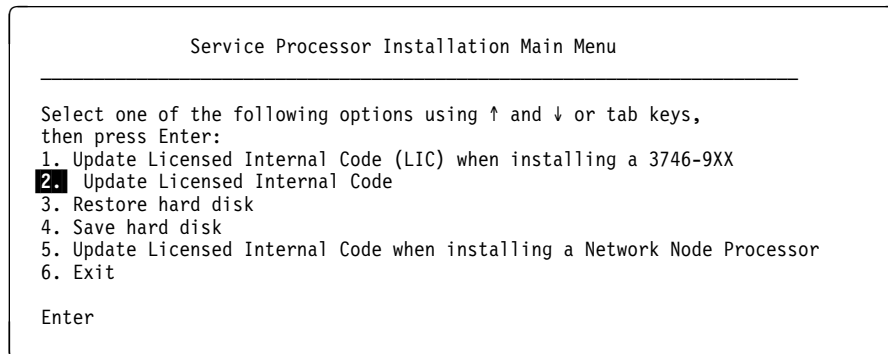 Service Processor Installation Main Menu
Select one of the following options using ↑ and ↓ or tab keys,
then press Enter:
1. Update Licensed Internal Code (LIC) when installing a 3746-9XX
2. Update Licensed Internal Code
3. Restore hard disk
4. Save hard disk
5. Update Licensed Internal Code when installing a Network Node Processor
6. Exit
Enter